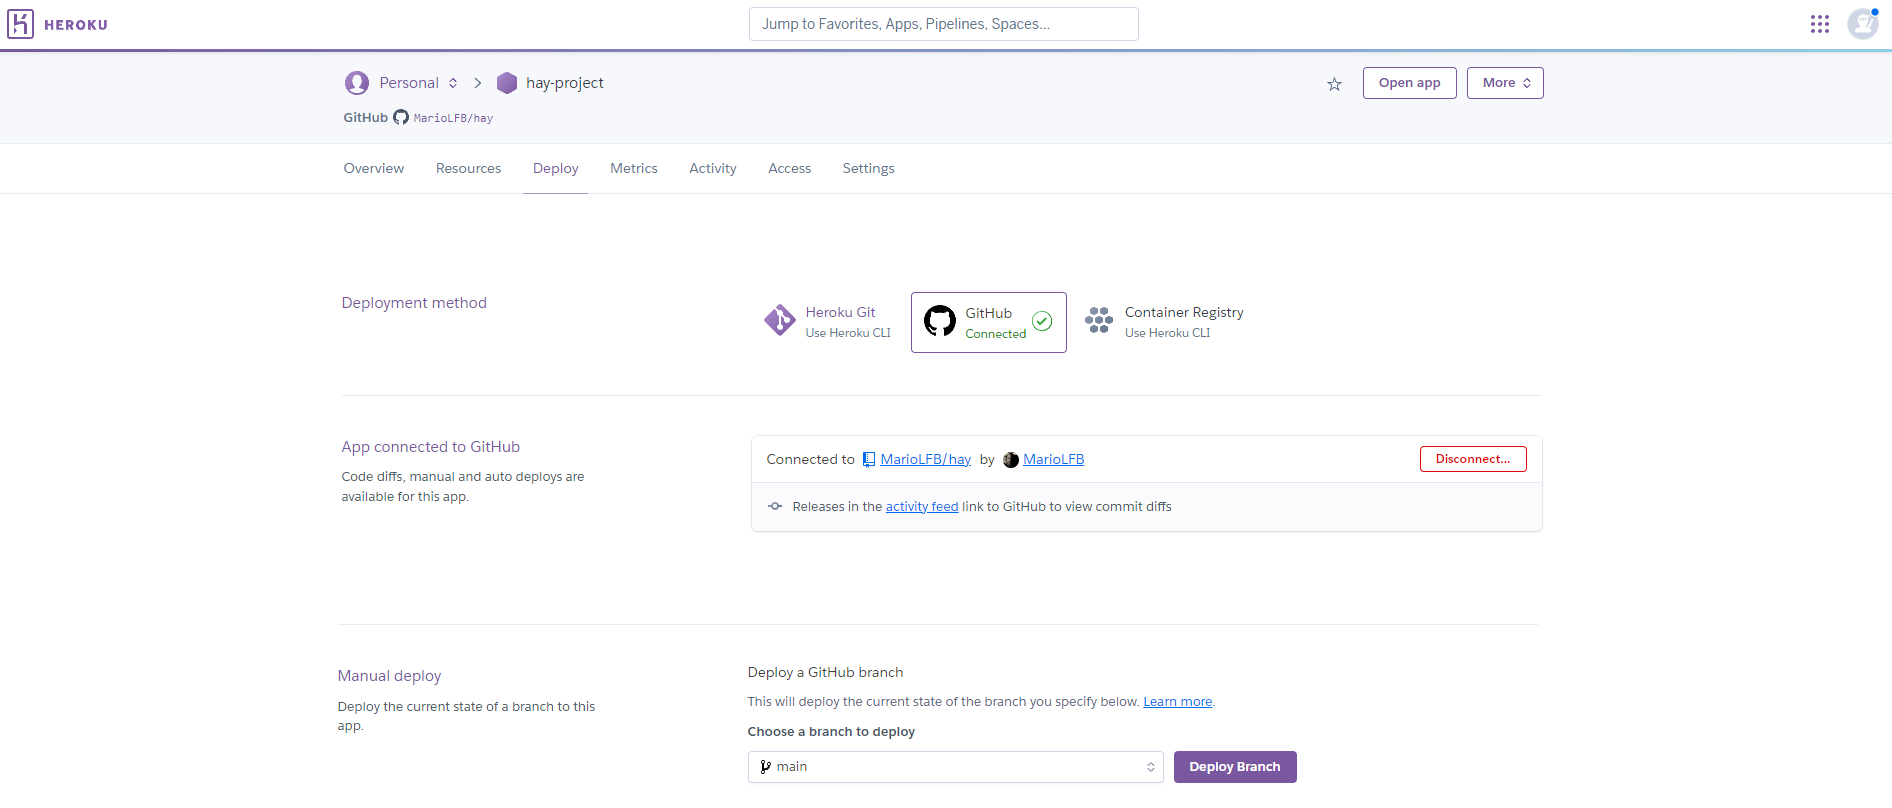 HEROKU
Jump to Favorites, Apps, Pipelines, Spaces...
Personal
hay-project
Open app
More
GitHub MarioLFB/hay
Overview
Resources
Deploy
Metrics
Activity
Access
Settings
Deployment method
Heroku Git
Use Heroku CLI
GitHub
Connected
Container Registry
Use Heroku CLI
App connected to GitHub
Code diffs, manual and auto deploys are
available for this app.
Connected to MarioLFB/hay by MarioLFB
Disconnect...
Releases in the activity feed link to GitHub to view commit diffs
Manual deploy
Deploy the current state of a branch to this
app.
Deploy a GitHub branch
This will deploy the current state of the branch you specify below. Learn more.
Choose a branch to deploy
main
Deploy Branch